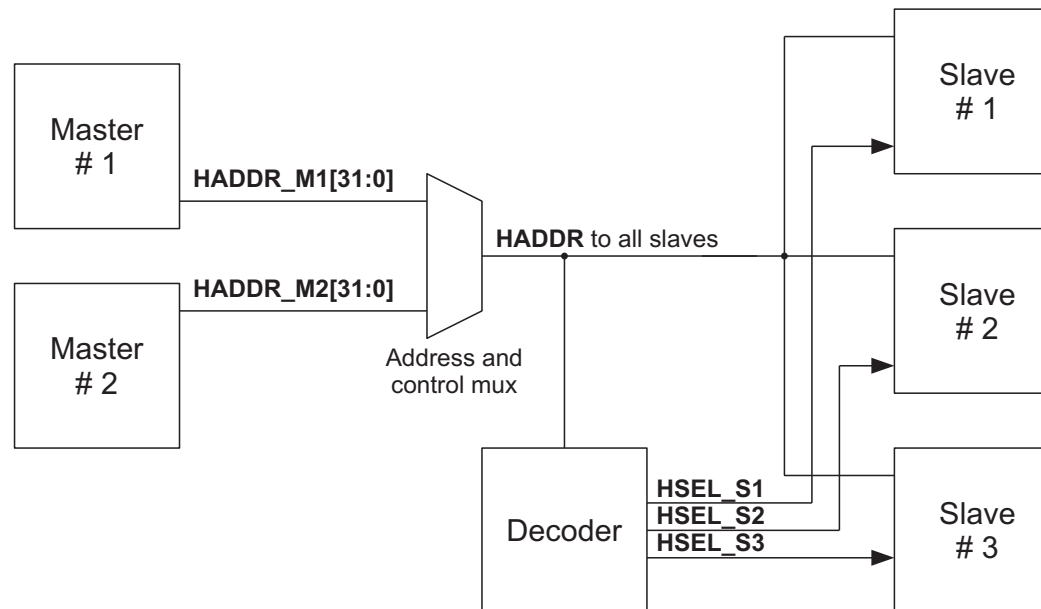 Master
# 1
HADDR_M1[31:0]
Master
# 2
HADDR_M2[31:0]
Address and
control mux
HADDR to all slaves
Decoder
HSEL_S1
HSEL_S2
HSEL_S3
Slave
# 1
Slave
# 2
Slave
# 3